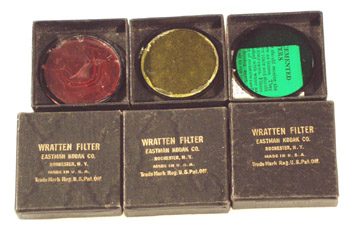 CEMENTED
WRATTEN FILTER
EASTMAN KODAK CO.
ROCHESTER, N. Y.
MADE IN U. S. A.
Trade Mark Reg. U. S. Pat. Off.
WRATTEN FILTER
EASTMAN KODAK CO.
ROCHESTER, N. Y.
MADE IN U. S. A.
Trade Mark Reg. U. S. Pat. Off.
WRATTEN FILTER
EASTMAN KODAK CO.
ROCHESTER, N. Y.
MADE IN U. S. A.
Trade Mark Reg. U. S. Pat. Off.